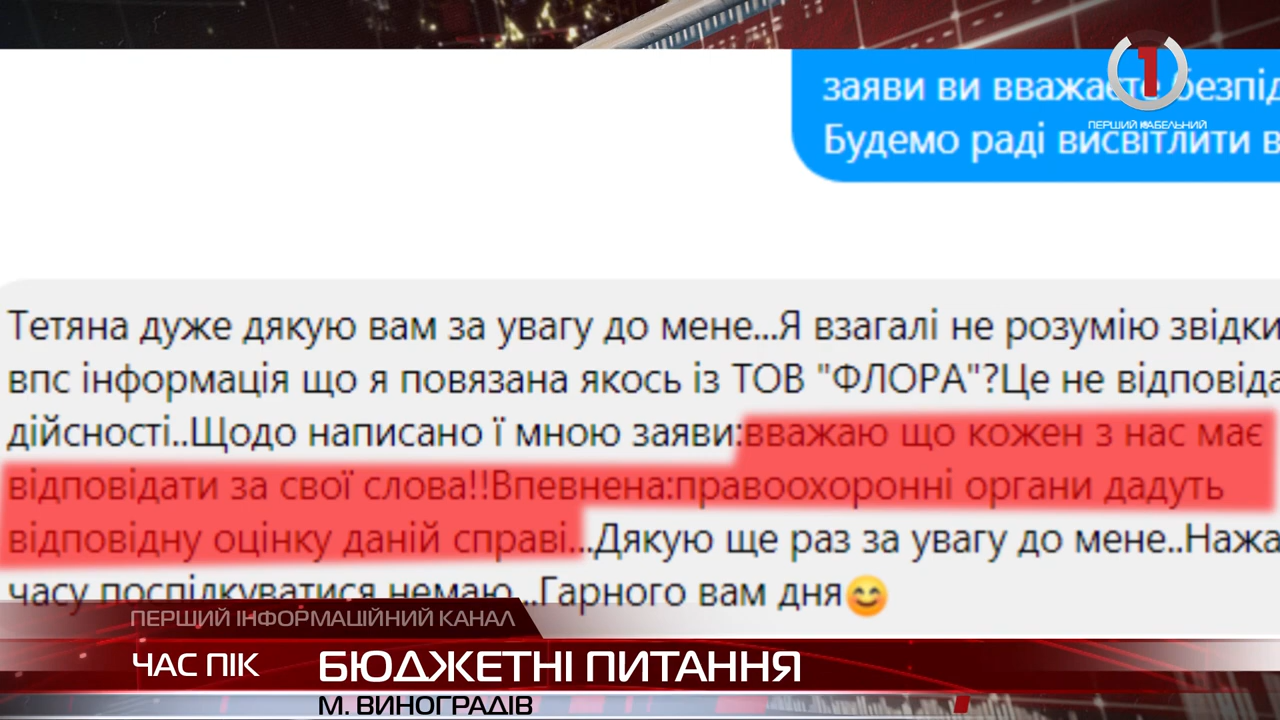 заяви ви вважаєте безпід
1
ПЕРШИЙ КАБЕЛЬНИЙ
Будемо раді висвітлити в
Тетяна дуже дякую вам за увагу до мене...Я взагалі не розумію звідки
впс інформація що я повязана якось із ТОВ "ФЛОРА"?Це не відповіда
дійсності..Щодо написано ї мною заяви:вважаю що кожен з нас має
відповідати за свої слова!!Впевнена:правоохоронні органи дадуть
відповідну оцінку даній справі...Дякую ще раз за увагу до мене..Нажа
часу поспідкуватися немаю...Гарного вам дня😊
ПЕРШИЙ ІНФОРМАЦІЙНИЙ КАНАЛ
ЧАС ПІК БЮДЖЕТНІ ПИТАННЯ
М. ВИНОГРАДІВ